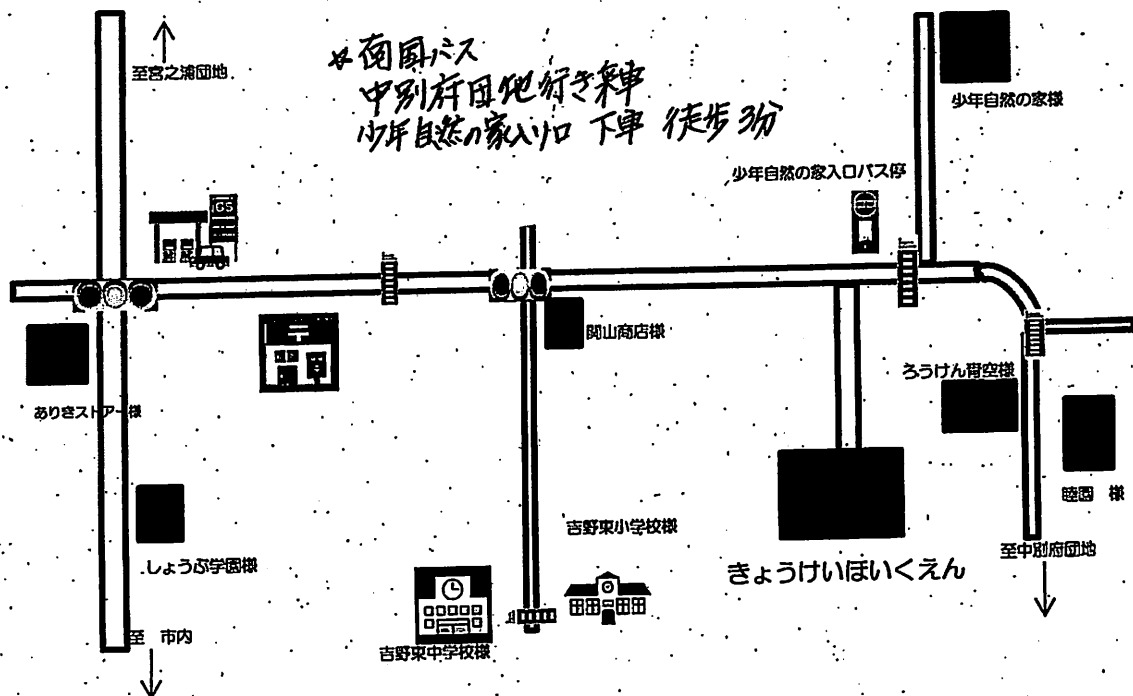 ※南国バス
中別府団地行き乗車
少年自然の家入り口 下車 徒歩3分
至宮之浦団地
少年自然の家様
少年自然の家入口バス停
GS
〒
関山商店様
ろうけん青空様
ありきストアー様
睦園 様
しょうぶ学園様
吉野東小学校様
きょうけいほいくえん
至中別府団地
至 市内
吉野東中学校様